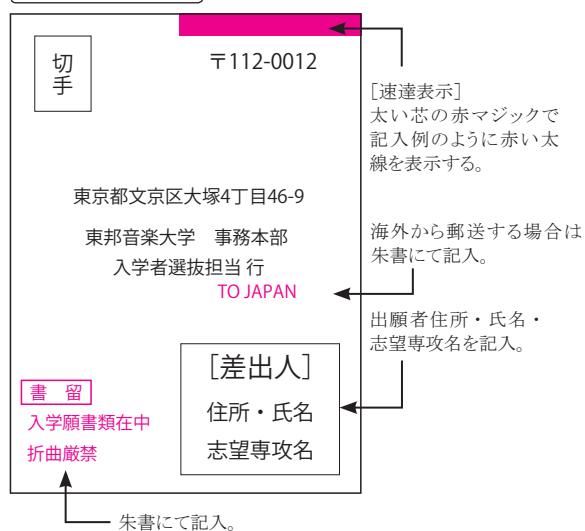 切手
〒112-0012
[速達表示]
太い芯の赤マジックで
記入例のように赤い太
線を表示する。
東京都文京区大塚4丁目46-9
東邦音楽大学　事務本部
入学者選抜担当 行
TO JAPAN
海外から郵送する場合は
朱書にて記入。
出願者住所・氏名・
志望専攻名を記入。
[差出人]
住所・氏名
志望専攻名
書　留
入学願書類在中
折曲厳禁
朱書にて記入。